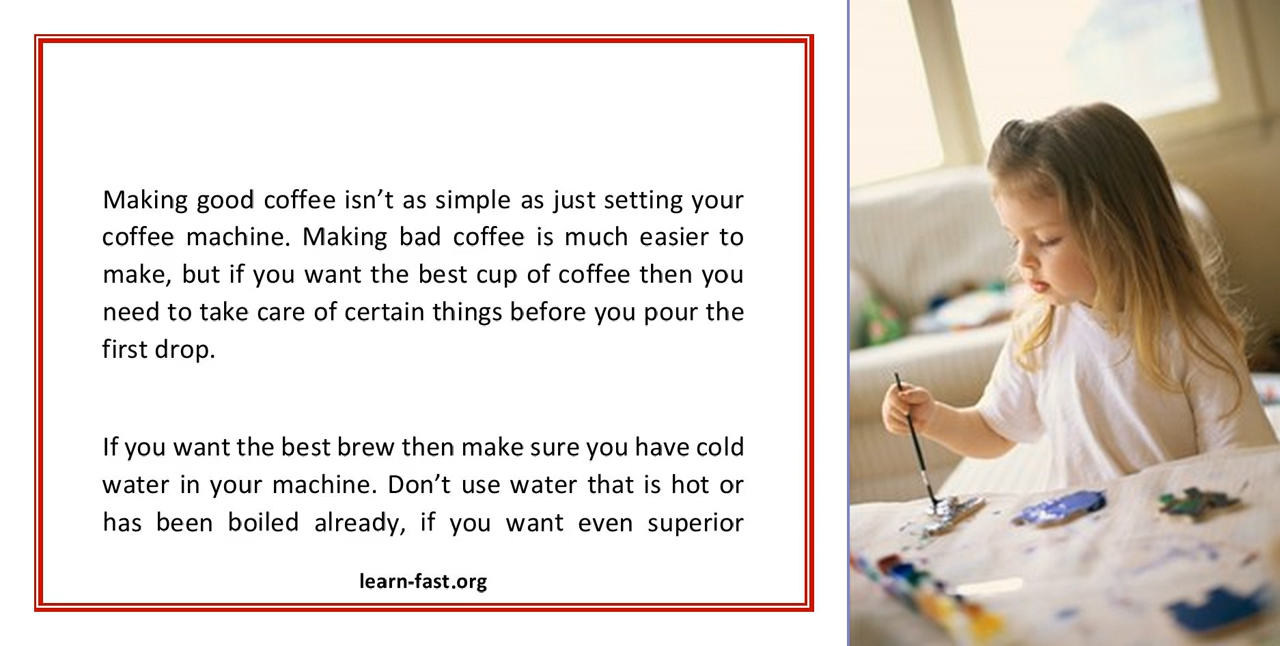 Making good coffee isn’t as simple as just setting your
coffee machine. Making bad coffee is much easier to
make, but if you want the best cup of coffee then you
need to take care of certain things before you pour the
first drop.
If you want the best brew then make sure you have cold
water in your machine. Don’t use water that is hot or
has been boiled already, if you want even superior
learn-fast.org